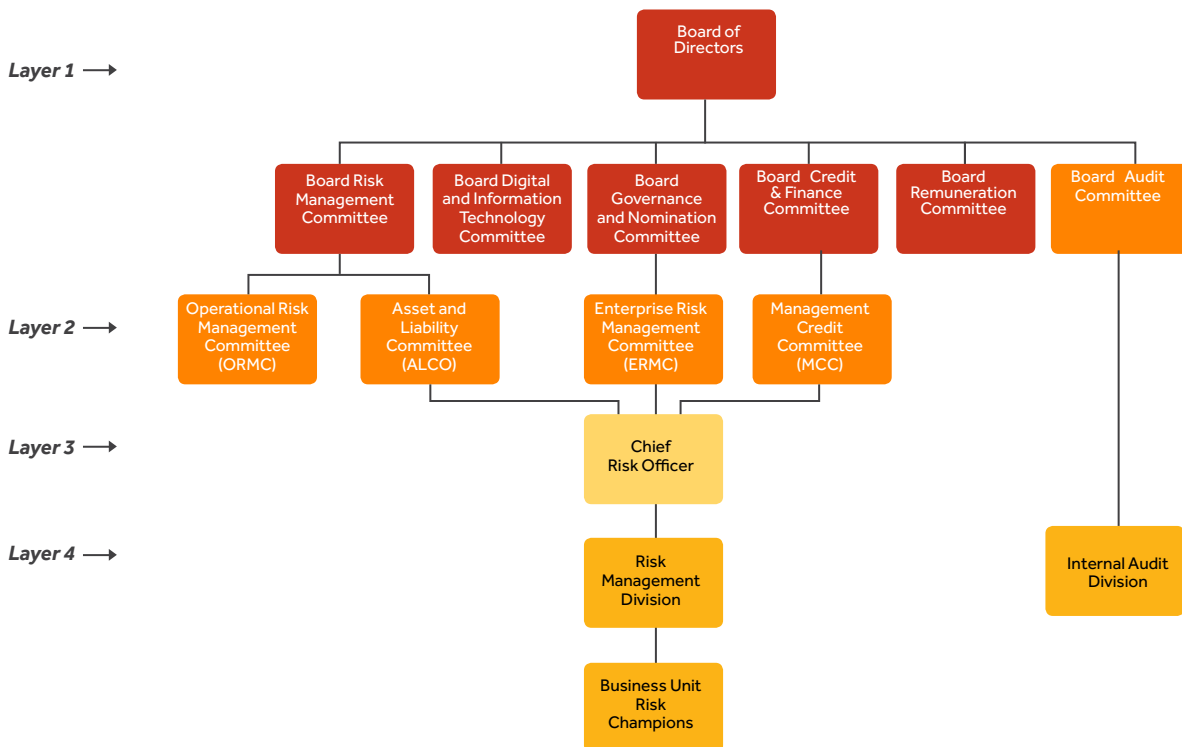 Layer 1
Board of
Directors
Board Risk
Management
Committee
Board Digital
and Information
Technology
Committee
Board
Governance
and Nomination
Committee
Board Credit
& Finance
Committee
Board
Remuneration
Committee
Board Audit
Committee
Layer 2
Operational Risk
Management
Committee
(ORMC)
Asset and
Liability
Committee
(ALCO)
Enterprise Risk
Management
Committee
(ERMC)
Management
Credit
Committee
(MCC)
Layer 3
Chief
Risk Officer
Layer 4
Risk
Management
Division
Internal Audit
Division
Business Unit
Risk
Champions